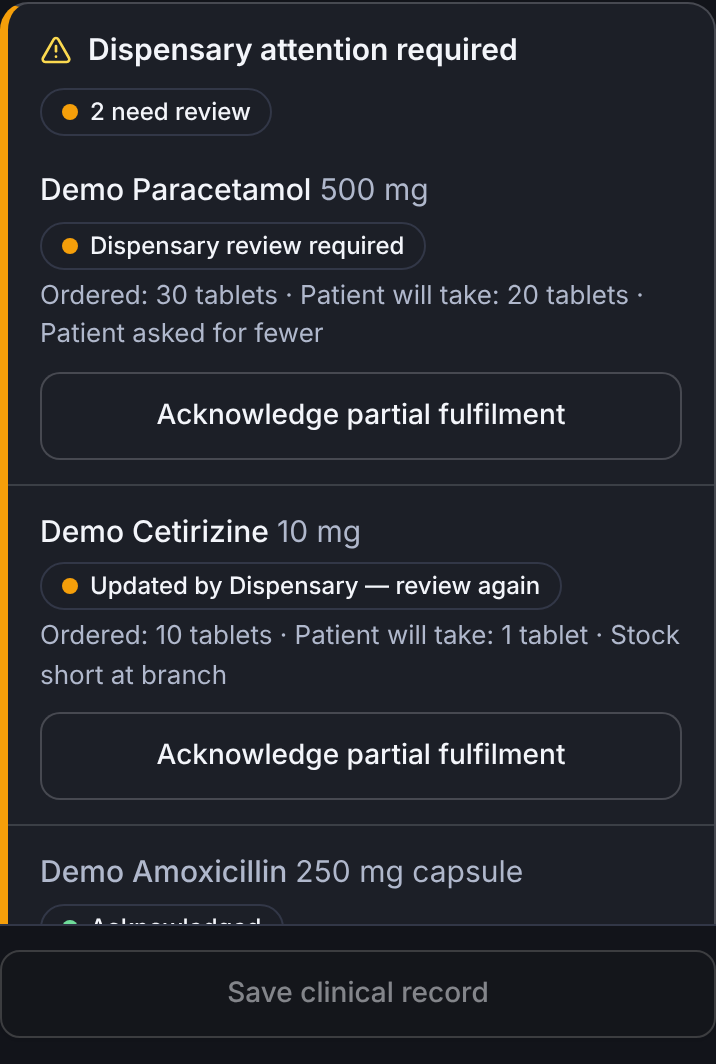 Dispensary attention required
2 need review
Demo Paracetamol 500 mg
Dispensary review required
Ordered: 30 tablets · Patient will take: 20 tablets ·
Patient asked for fewer
Acknowledge partial fulfilment
Demo Cetirizine 10 mg
Updated by Dispensary — review again
Ordered: 10 tablets · Patient will take: 1 tablet · Stock
short at branch
Acknowledge partial fulfilment
Demo Amoxicillin 250 mg capsule
Acknowledged
Save clinical record